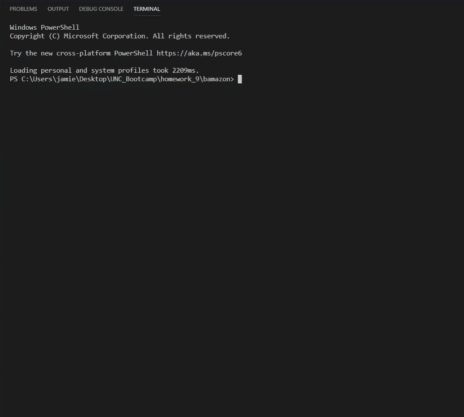 PROBLEMS OUTPUT DEBUG CONSOLE TERMINAL
Windows PowerShell
Copyright (C) Microsoft Corporation. All rights reserved.
Try the new cross-platform PowerShell https://aka.ms/pscore6
Loading personal and system profiles took 2209ms.
PS C:\Users\jamie\Desktop\UNC_Bootcamp\homework_9\bamazon>